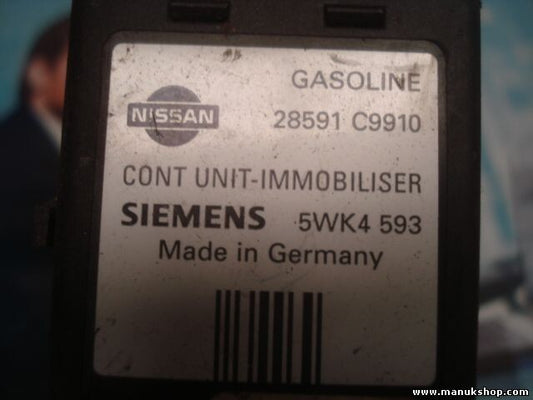 GASOLINE
NISSAN
28591 C9910
CONT UNIT-IMMOBILISER
SIEMENS 5WK4 593
Made in Germany
www.manukshop.com